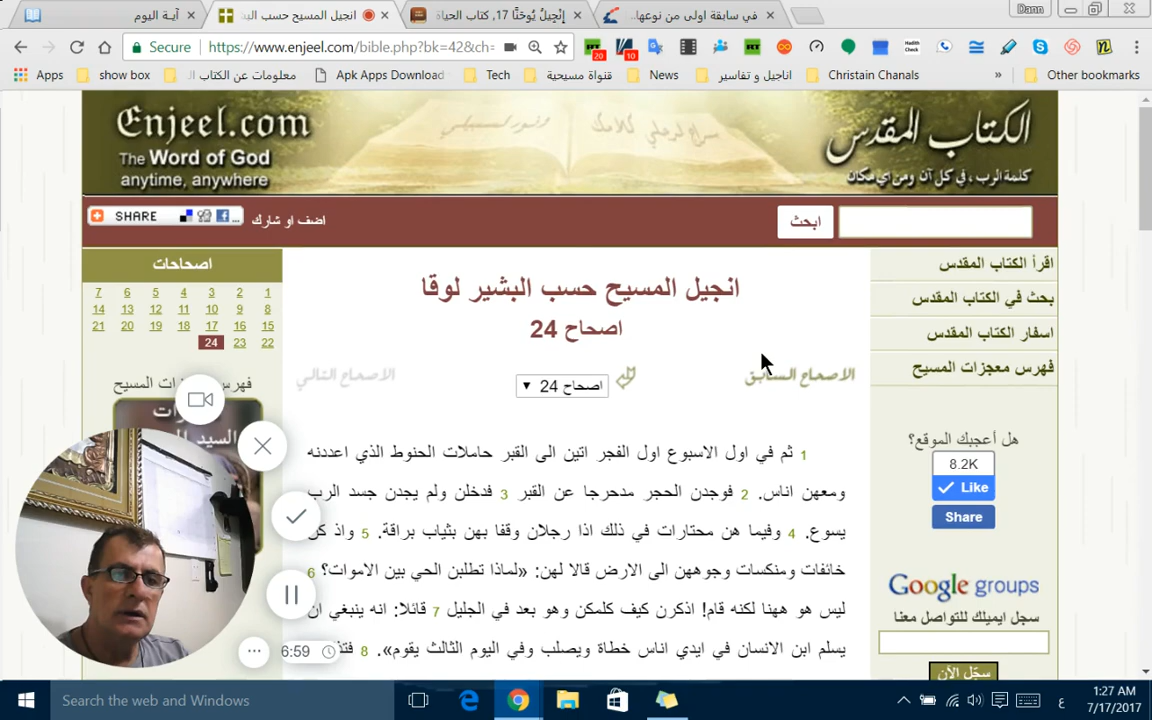 آيـة اليوم
انجيل المسيح حسب البش
إنْجِيلُ يُوحَنَّا 17, كتاب الحياة
في سابقة اولى من نوعها...
Dann
Secure
https://www.enjeel.com/bible.php?bk=42&ch=
20
10
Apps
show box
معلومات عن الكتاب الـ
Apk Apps Download
Tech
قنواة مسيحية
News
اناجيل و تفاسير
Christain Chanals
»
Other bookmarks
Enjeel.com
The Word of God
anytime, anywhere
الكتاب المقدس
كلمة الرب، في كل آن ومن اي مكان
SHARE
اضف او شارك
ابحث
اصحاحات
1 2 3 4 5 6 7
8 9 10 11 12 13 14
15 16 17 18 19 20 21
22 23 24
انجيل المسيح حسب البشير لوقا
اصحاح 24
الاصحاح السابق
اصحاح 24
الاصحاح التالي
اقرأ الكتاب المقدس
بحث في الكتاب المقدس
اسفار الكتاب المقدس
فهرس معجزات المسيح
هل أعجبك الموقع؟
8.2K
Like
Share
Google groups
سجل ايميلك للتواصل معنا
سجّل الآن
1 ثم في اول الاسبوع اول الفجر اتين الى القبر حاملات الحنوط الذي اعددنه
ومعهن اناس. 2 فوجدن الحجر مدحرجا عن القبر 3 فدخلن ولم يجدن جسد الرب
يسوع. 4 وفيما هن محتارات في ذلك اذا رجلان وقفا بهن بثياب براقة. 5 واذ كن
خائفات ومنكسات وجوههن الى الارض قالا لهن: «لماذا تطلبن الحي بين الاموات؟ 6
ليس هو ههنا لكنه قام! اذكرن كيف كلمكن وهو بعد في الجليل 7 قائلا: انه ينبغي ان
يسلم ابن الانسان في ايدي اناس خطاة ويصلب وفي اليوم الثالث يقوم». 8
6:59
Search the web and Windows
ع
1:27 AM
7/17/2017